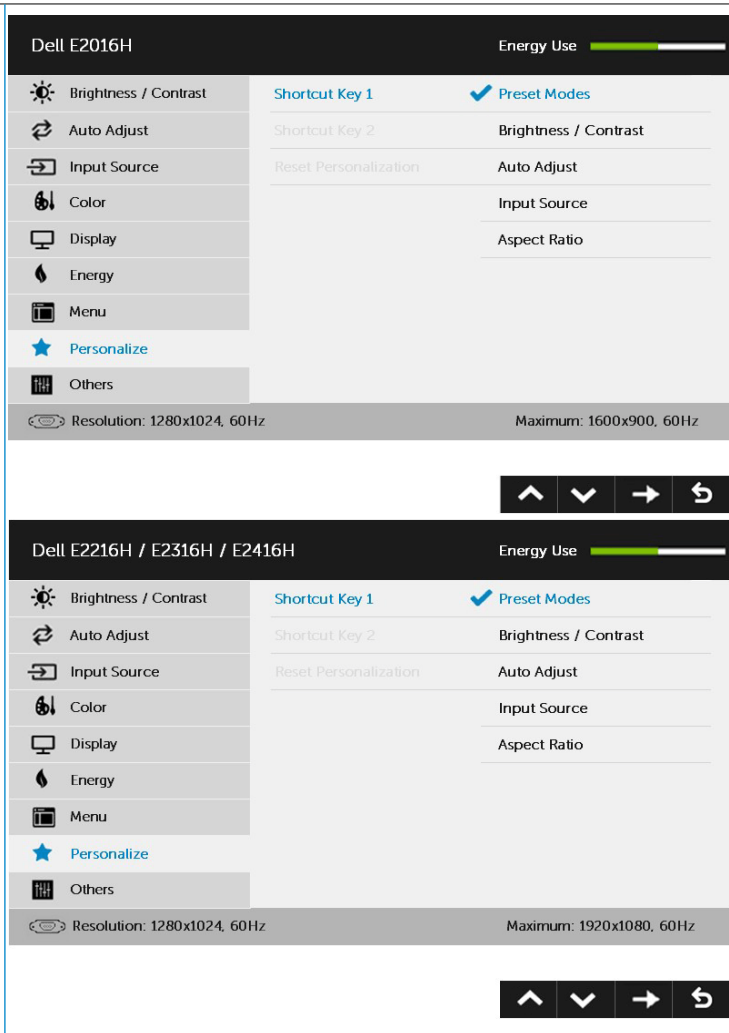 Dell E2016H Energy Use
Brightness / Contrast Shortcut Key 1 Preset Modes
Auto Adjust Shortcut Key 2 Brightness / Contrast
Input Source Reset Personalization Auto Adjust
Color Input Source
Display Aspect Ratio
Energy
Menu
Personalize
Others
Resolution: 1280x1024, 60Hz Maximum: 1600x900, 60Hz
Dell E2216H / E2316H / E2416H Energy Use
Brightness / Contrast Shortcut Key 1 Preset Modes
Auto Adjust Shortcut Key 2 Brightness / Contrast
Input Source Reset Personalization Auto Adjust
Color Input Source
Display Aspect Ratio
Energy
Menu
Personalize
Others
Resolution: 1280x1024, 60Hz Maximum: 1920x1080, 60Hz